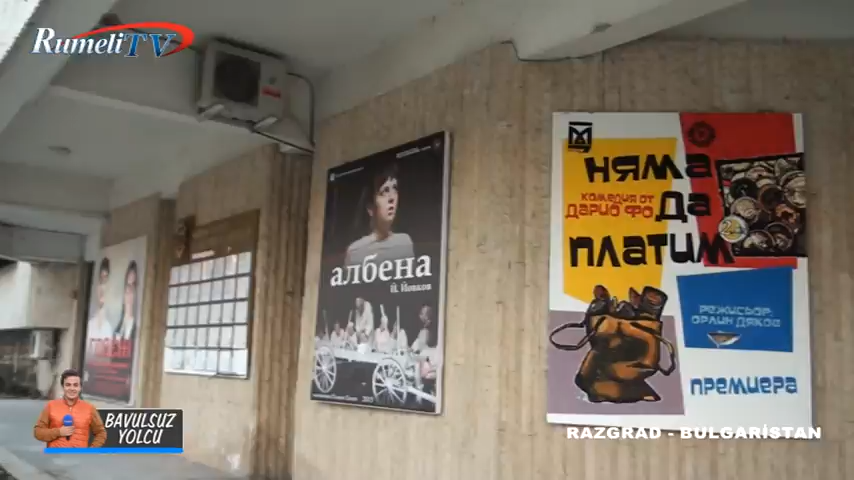 RumeliTV
НЯМА
КОМЕДИЯ ОТ
ДАРИО ФО
ДА
ПЛАТИМ
РЕЖИСЬОР:
ОРЛИН ДЯКОВ
ПРЕМИЕРА
албена
Й. Йовков
BAVULSUZ
YOLCU
RAZGRAD - BULGARİSTAN